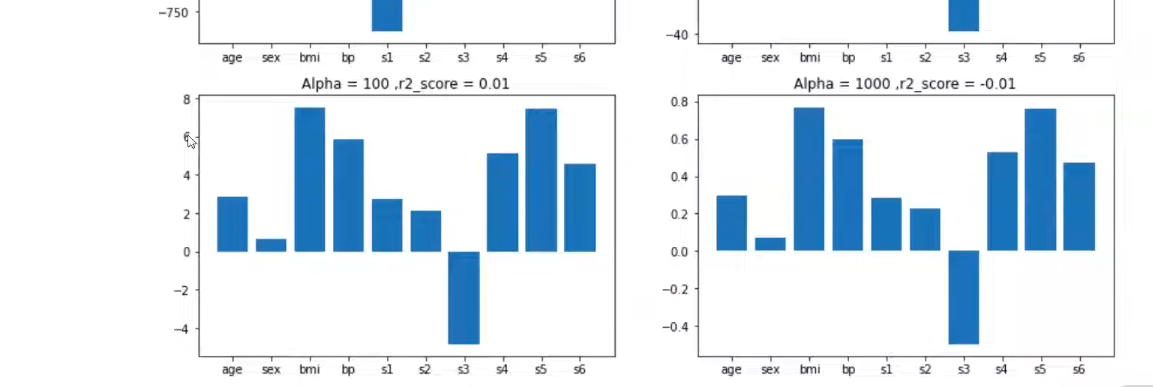 −750
age sex bmi bp s1 s2 s3 s4 s5 s6
−40
age sex bmi bp s1 s2 s3 s4 s5 s6
Alpha = 100 ,r2_score = 0.01
8
6
4
2
0
−2
−4
age sex bmi bp s1 s2 s3 s4 s5 s6
Alpha = 1000 ,r2_score = -0.01
0.8
0.6
0.4
0.2
0.0
−0.2
−0.4
age sex bmi bp s1 s2 s3 s4 s5 s6